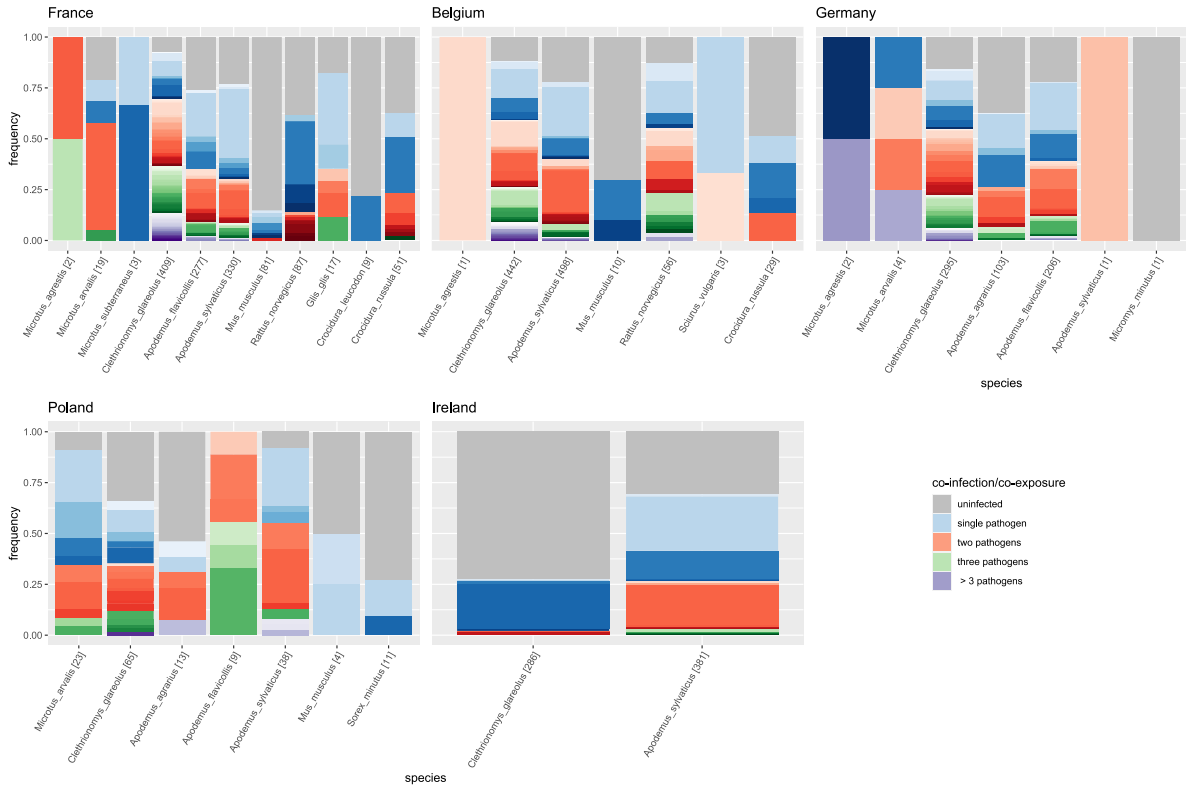 France
Belgium
Germany
frequency
1.00
0.75
0.50
0.25
0.00
Microtus_agrestis [2]
Microtus_arvalis [19]
Microtus_subterraneus [3]
Clethrionomys_glareolus [409]
Apodemus_flavicollis [277]
Apodemus_sylvaticus [330]
Mus_musculus [81]
Rattus_norvegicus [87]
Glis_glis [17]
Crocidura_leucodon [9]
Crocidura_russula [51]
Microtus_agrestis [1]
Clethrionomys_glareolus [442]
Apodemus_sylvaticus [498]
Mus_musculus [10]
Rattus_norvegicus [56]
Sciurus_vulgaris [3]
Crocidura_russula [29]
Microtus_agrestis [2]
Microtus_arvalis [4]
Clethrionomys_glareolus [295]
Apodemus_agrarius [103]
Apodemus_flavicollis [206]
Apodemus_sylvaticus [1]
Micromys_minutus [1]
species
Poland
Ireland
frequency
1.00
0.75
0.50
0.25
0.00
Microtus_arvalis [23]
Clethrionomys_glareolus [65]
Apodemus_agrarius [13]
Apodemus_flavicollis [9]
Apodemus_sylvaticus [38]
Mus_musculus [4]
Sorex_minutus [11]
Clethrionomys_glareolus [286]
Apodemus_sylvaticus [381]
species
co-infection/co-exposure
uninfected
single pathogen
two pathogens
three pathogens
> 3 pathogens